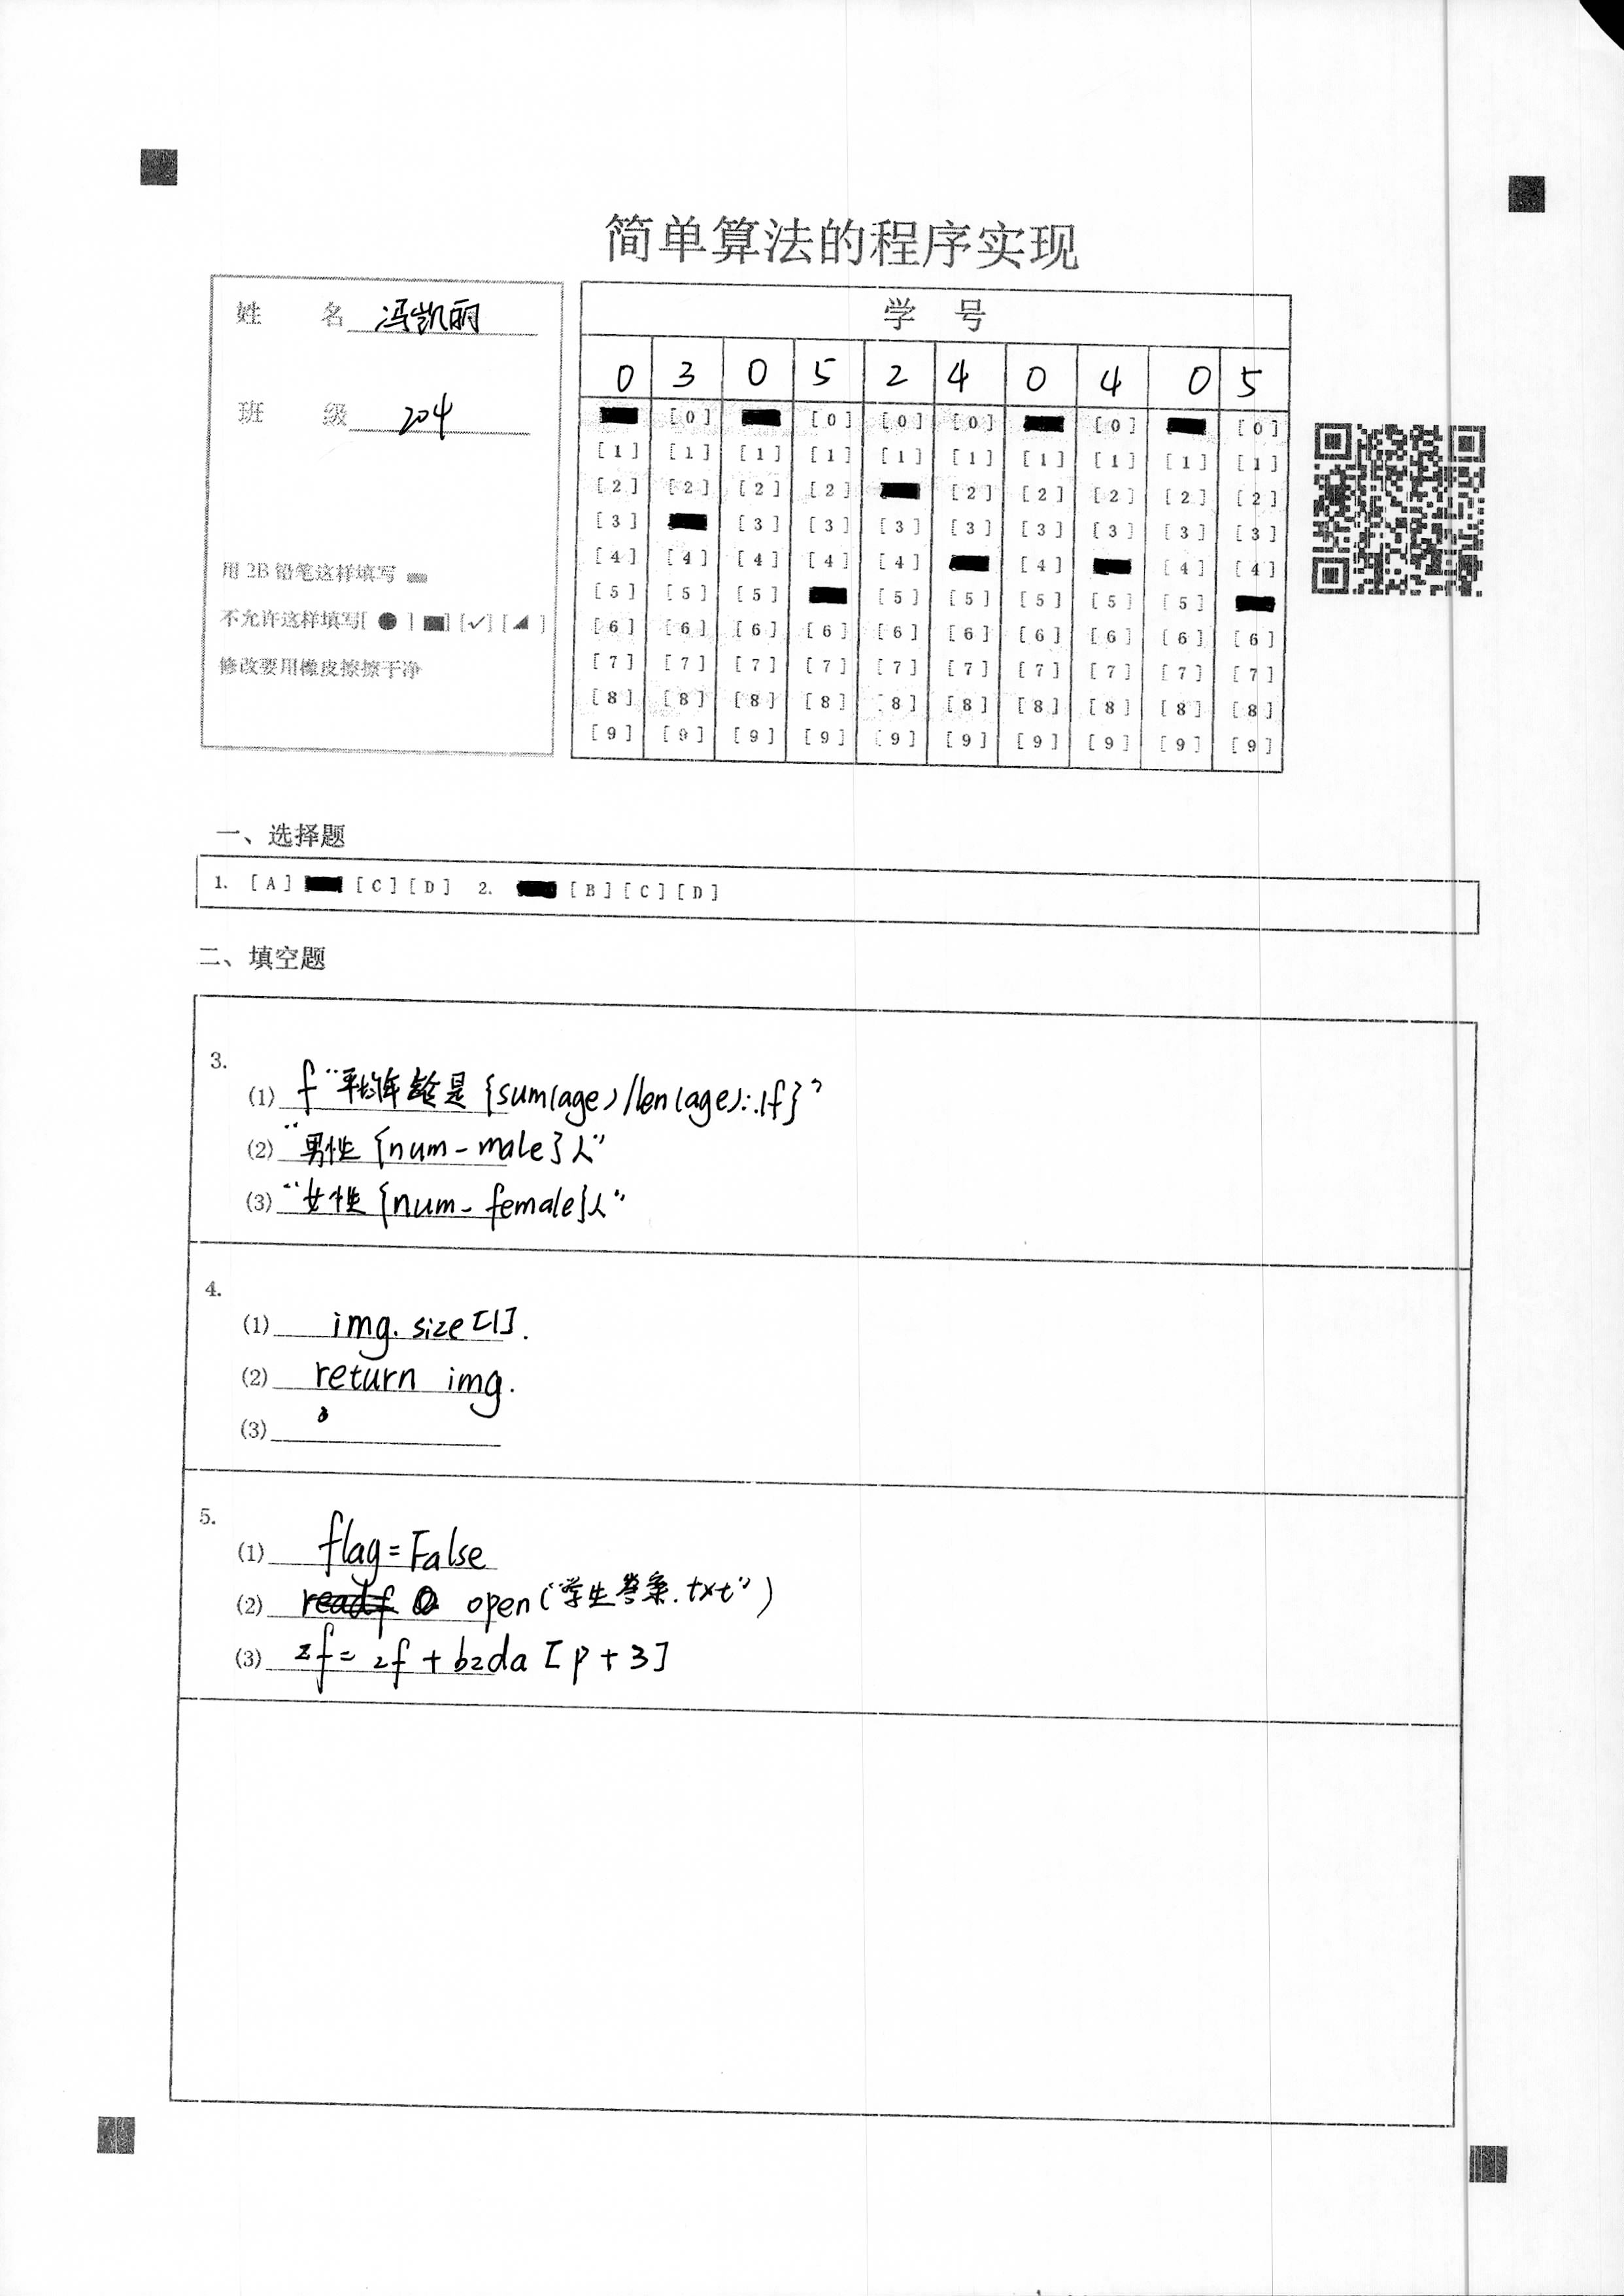 简单算法的程序实现
姓 名 冯凯丽
班 级 204
用 2B 铅笔这样填写
不允许这样填写[ ● ] [■] [✓] [◢ ]
修改要用橡皮擦擦干净
学 号
0 3 0 5 2 4 0 4 0 5
[0] [0] [0] [0] [0] [0]
[1] [1] [1] [1] [1] [1] [1] [1] [1] [1]
[2] [2] [2] [2] [2] [2] [2] [2] [2]
[3] [3] [3] [3] [3] [3] [3] [3] [3]
[4] [4] [4] [4] [4] [4] [4] [4]
[5] [5] [5] [5] [5] [5] [5] [5]
[6] [6] [6] [6] [6] [6] [6] [6] [6] [6]
[7] [7] [7] [7] [7] [7] [7] [7] [7] [7]
[8] [8] [8] [8] [8] [8] [8] [8] [8] [8]
[9] [9] [9] [9] [9] [9] [9] [9] [9] [9]
一、选择题
1. [A] [C] [D] 2. [B] [C] [D]
二、填空题
3.
(1) f"平均年龄是{sum(age)/len(age):.1f}"
(2) "男性{num_male}人"
(3) "女性{num_female}人"
4.
(1) img.size[1].
(2) return img.
(3)
5.
(1) flag=False
(2) open("学生答案.txt")
(3) zf=zf+bzda[p+3]